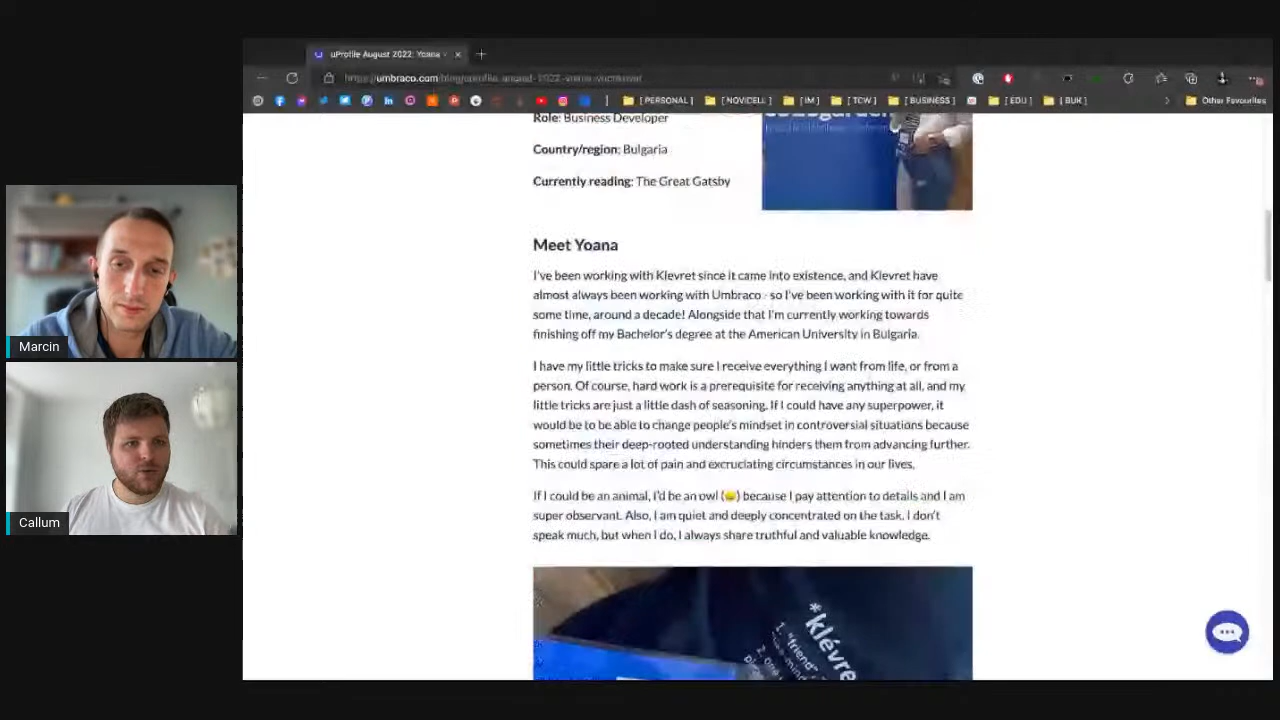 uProfile August 2022: Yoana
https://umbraco.com/blog/uprofile-august-2022-yoana-
[ PERSONAL ]
[ NOVICELL ]
[ IM ]
[ TCW ]
[ BUSINESS ]
[ EDU ]
[ BUK ]
Other Favourites
Role: Business Developer
Country/region: Bulgaria
Currently reading: The Great Gatsby
Meet Yoana
I've been working with Klevret since it came into existence, and Klevret have
almost always been working with Umbraco - so I've been working with it for quite
some time, around a decade! Alongside that I'm currently working towards
finishing off my Bachelor's degree at the American University in Bulgaria.
I have my little tricks to make sure I receive everything I want from life, or from a
person. Of course, hard work is a prerequisite for receiving anything at all, and my
little tricks are just a little dash of seasoning. If I could have any superpower, it
would be to be able to change people's mindset in controversial situations because
sometimes their deep-rooted understanding hinders them from advancing further.
This could spare a lot of pain and excruciating circumstances in our lives.
If I could be an animal, I'd be an owl (😀) because I pay attention to details and I am
super observant. Also, I am quiet and deeply concentrated on the task. I don't
speak much, but when I do, I always share truthful and valuable knowledge.
*klévre
1. "friend"
Marcin
Callum